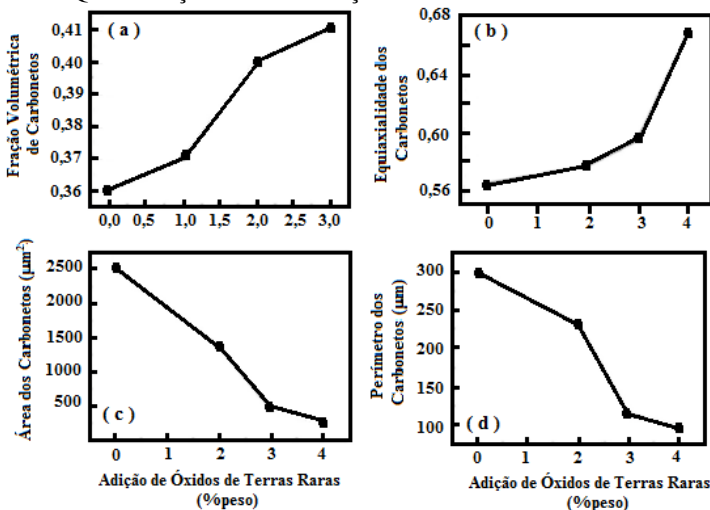 ( a )
Fração Volumétrica
de Carbonetos
0,41
0,40
0,39
0,38
0,37
0,36
0,0 0,5 1,0 1,5 2,0 2,5 3,0
( b )
Equiaxialidade dos
Carbonetos
0,68
0,64
0,60
0,56
0 1 2 3 4
( c )
Área dos Carbonetos (µm²)
2500
2000
1500
1000
500
0 1 2 3 4
Adição de Óxidos de Terras Raras
(%peso)
( d )
Perímetro dos
Carbonetos (µm)
300
250
200
150
100
0 1 2 3 4
Adição de Óxidos de Terras Raras
(%peso)